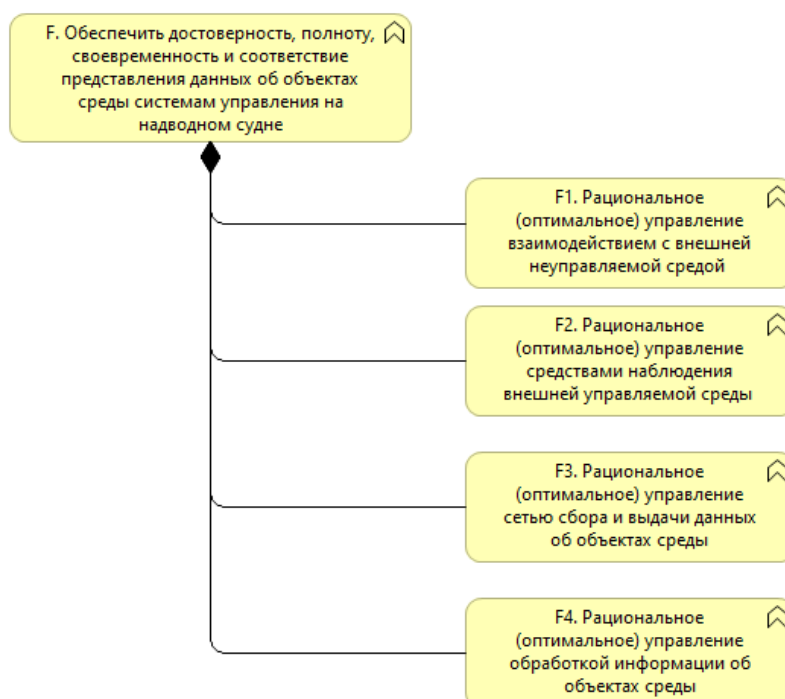 F. Обеспечить достоверность, полноту,
своевременность и соответствие
представления данных об объектах
среды системам управления на
надводном судне
F1. Рациональное
(оптимальное) управление
взаимодействием с внешней
неуправляемой средой
F2. Рациональное
(оптимальное) управление
средствами наблюдения
внешней управляемой среды
F3. Рациональное
(оптимальное) управление
сетью сбора и выдачи данных
об объектах среды
F4. Рациональное
(оптимальное) управление
обработкой информации об
объектах среды